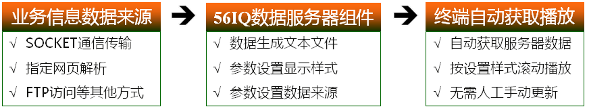 业务信息数据来源
√ SOCKET通信传输
√ 指定网页解析
√ FTP访问等其他方式
56IQ数据服务器组件
√ 数据生成文本文件
√ 参数设置显示样式
√ 参数设置数据来源
终端自动获取播放
√ 自动获取服务器数据
√ 按设置样式滚动播放
√ 无需人工手动更新